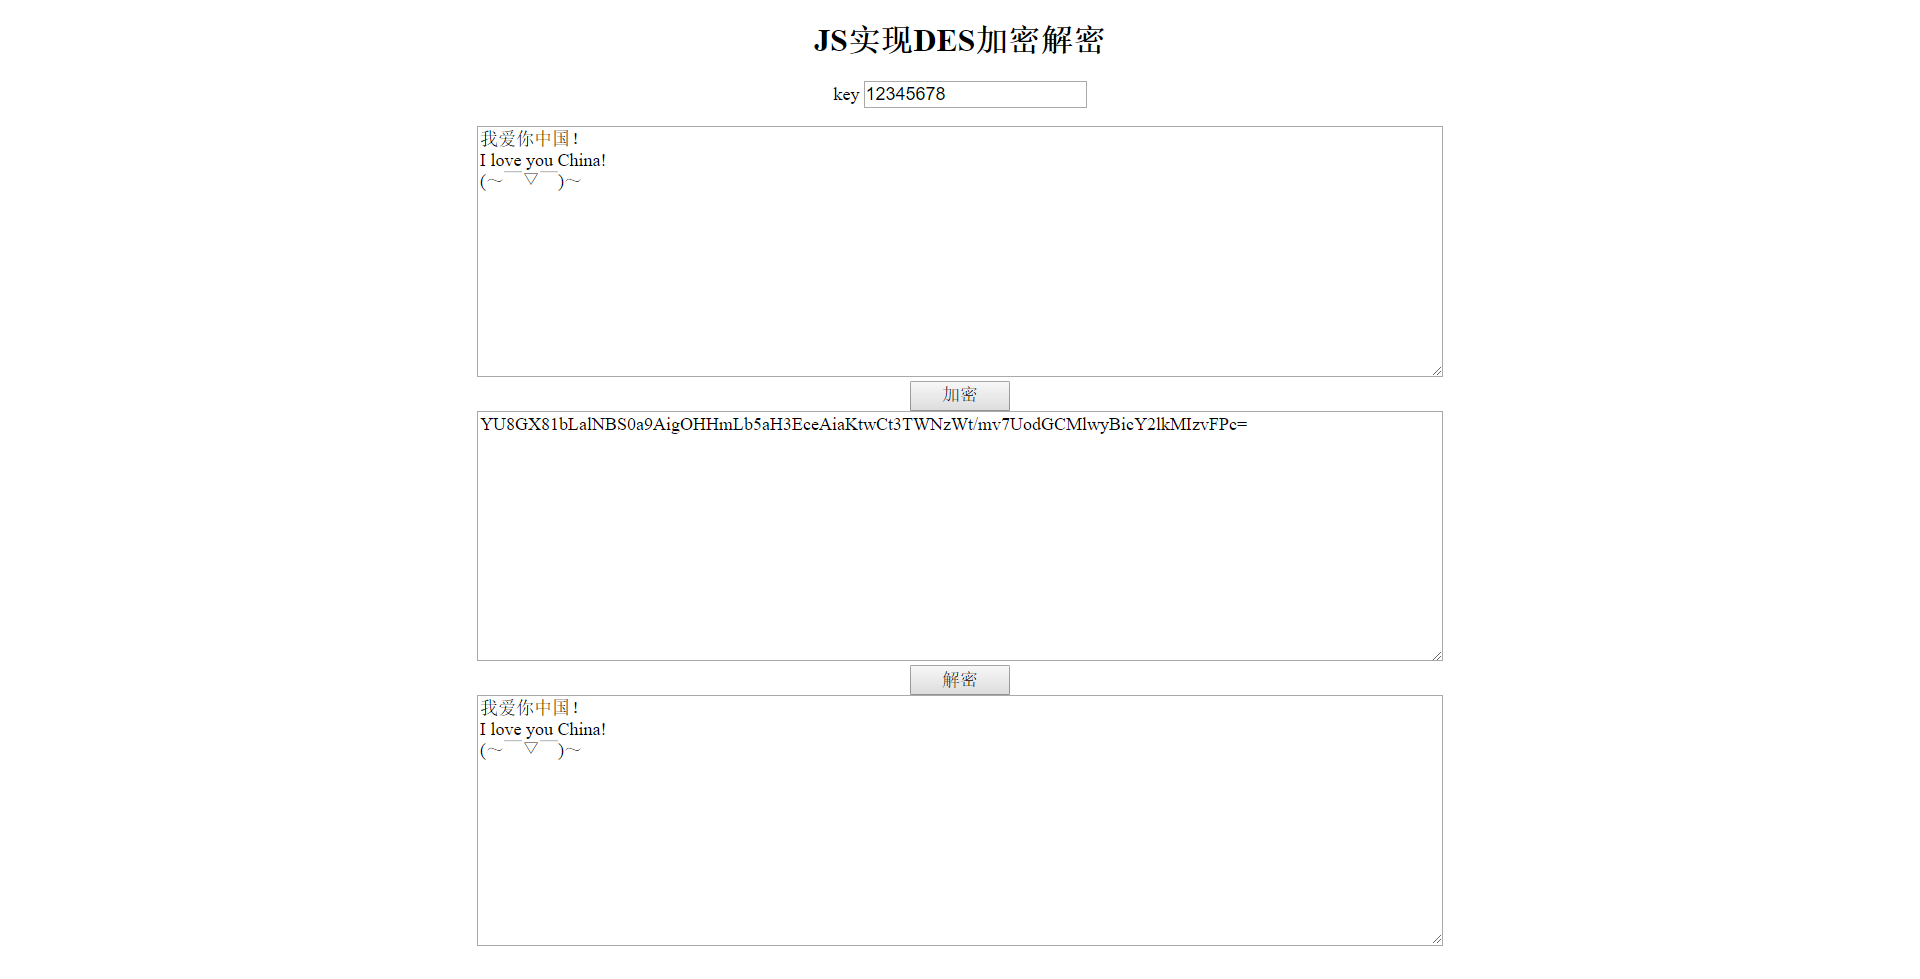 JS实现DES加密解密
key 12345678
我爱你中国！
I love you China!
(～￣▽￣)～
加密
YU8GX81bLalNBS0a9AigOHHmLb5aH3EceAiaKtwCt3TWNzWt/mv7UodGCMlwyBicY2lkMIzvFPc=
解密
我爱你中国！
I love you China!
(～￣▽￣)～